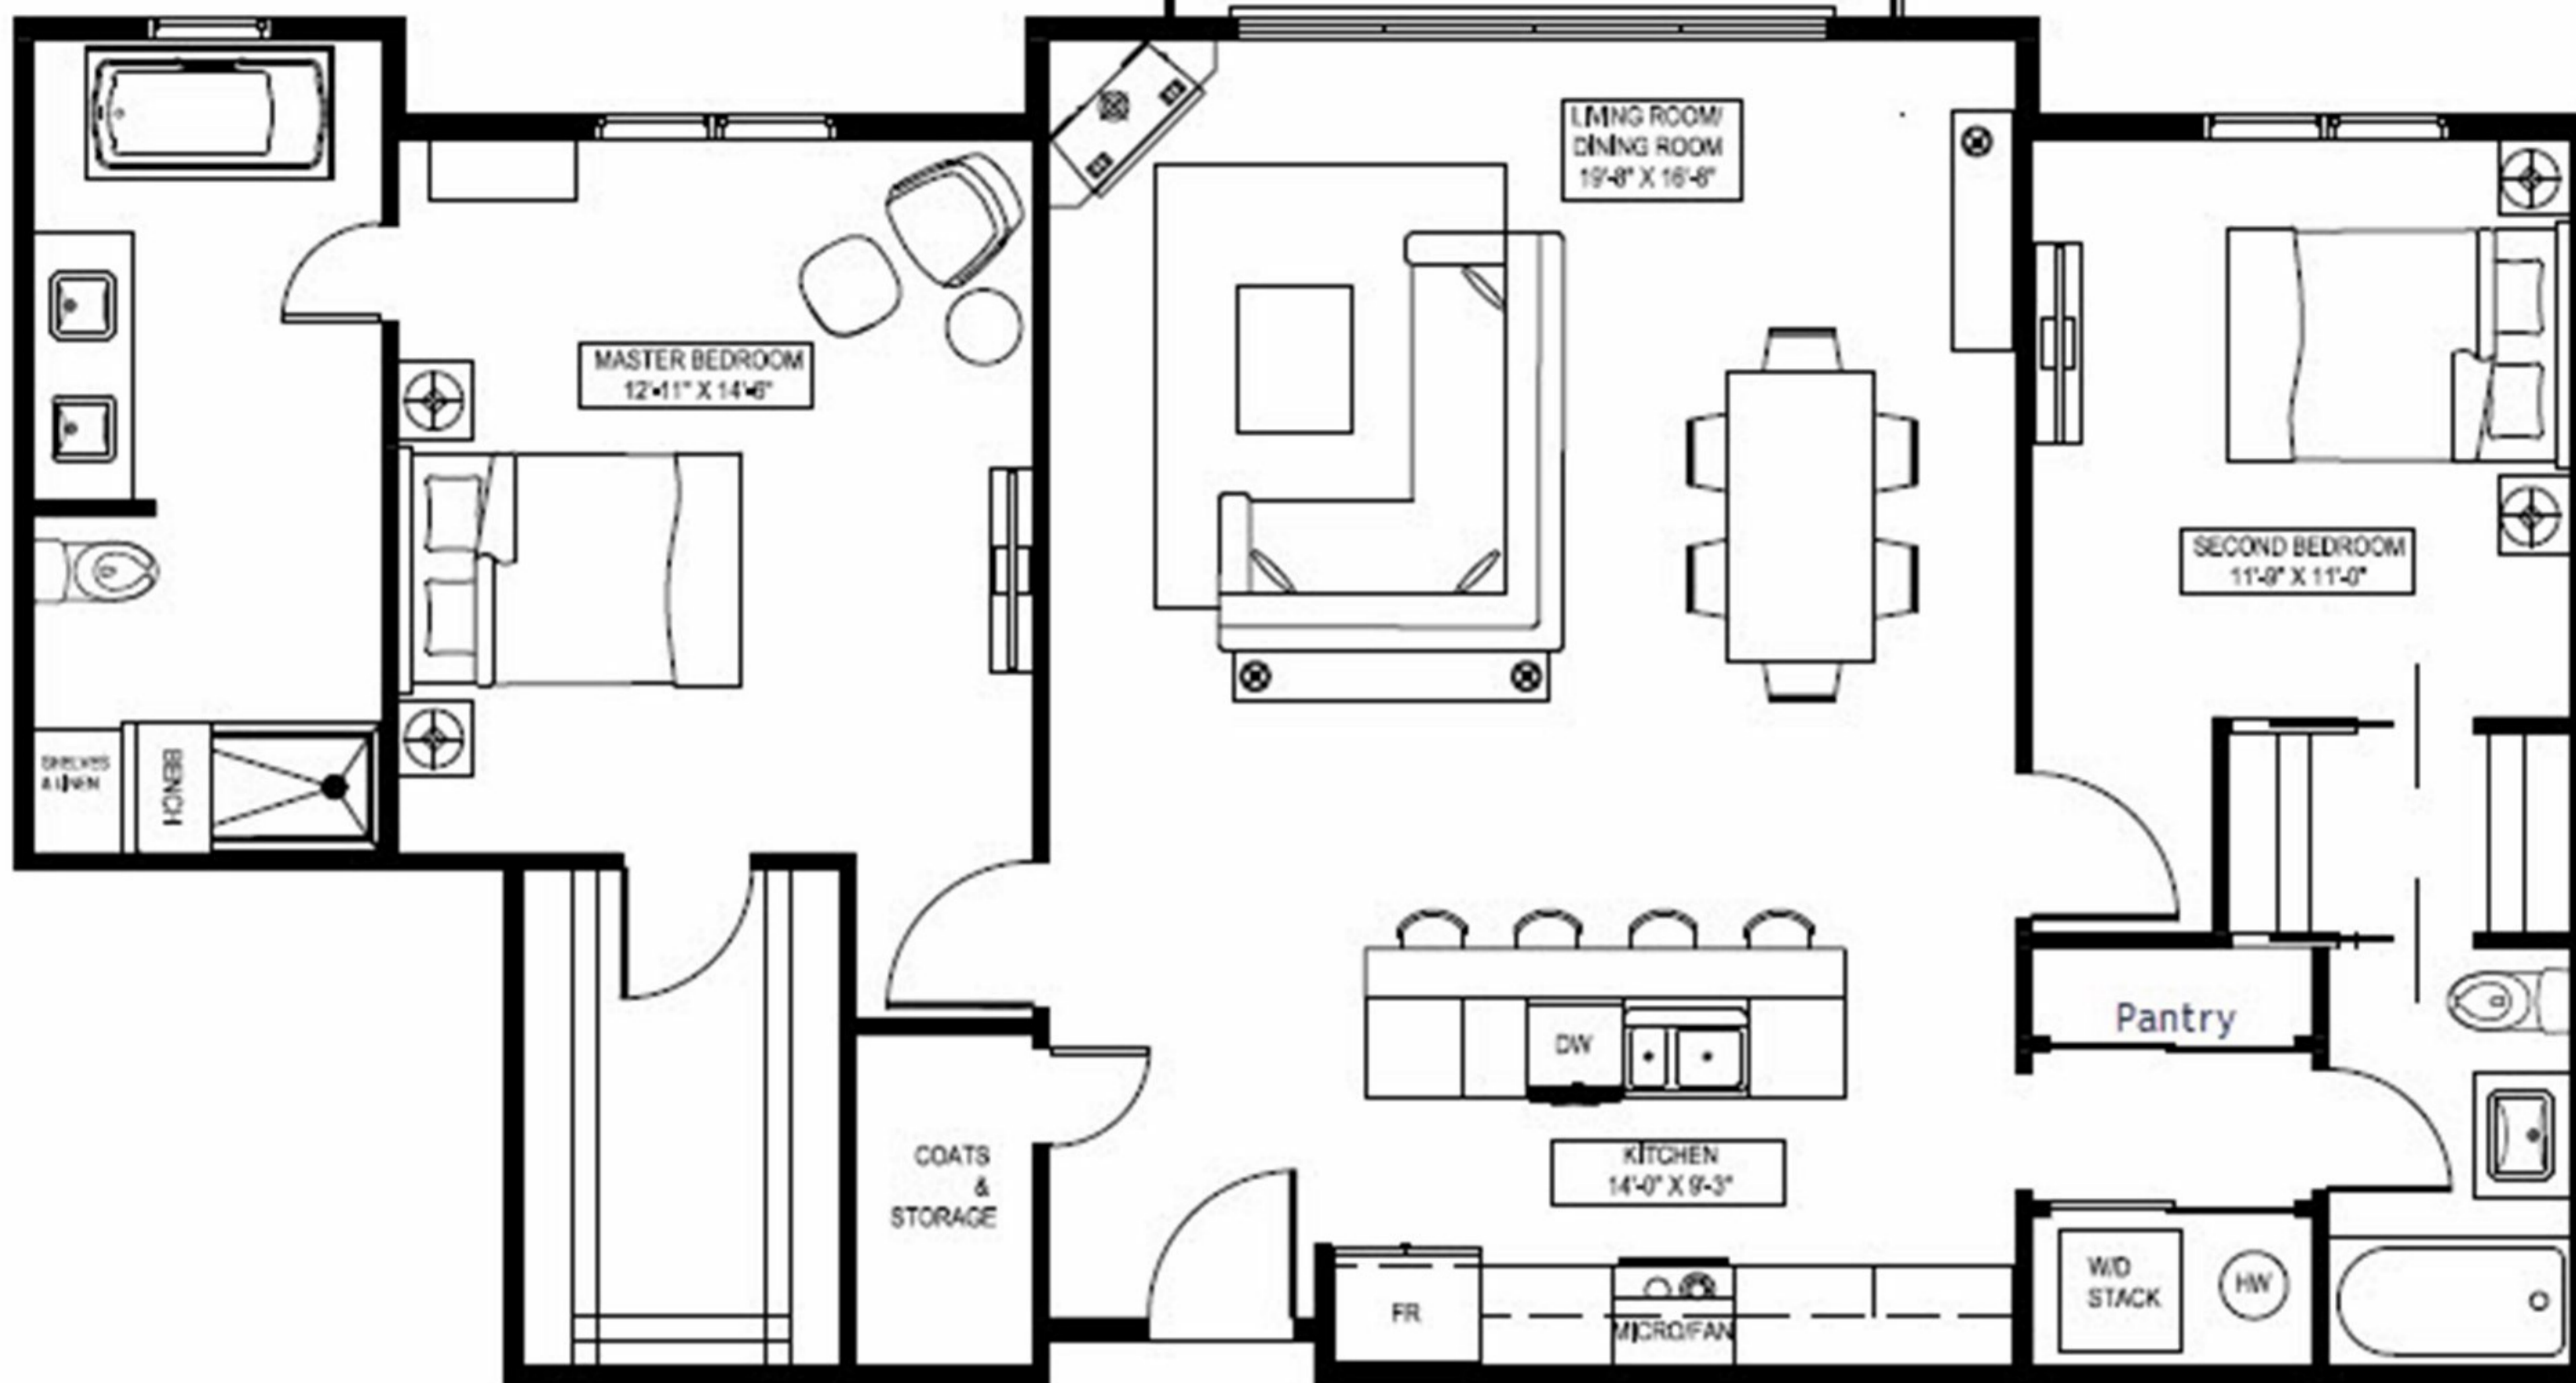 LIVING ROOM/
DINING ROOM
19'-8" X 16'-8"
MASTER BEDROOM
12'-11" X 14'-6"
SECOND BEDROOM
11'-9" X 11'-0"
SHELVES
& LINEN
BENCH
Pantry
DW
COATS
&
STORAGE
KITCHEN
14'-0" X 9'-3"
W/D
STACK
HW
FR
MICRO/FAN